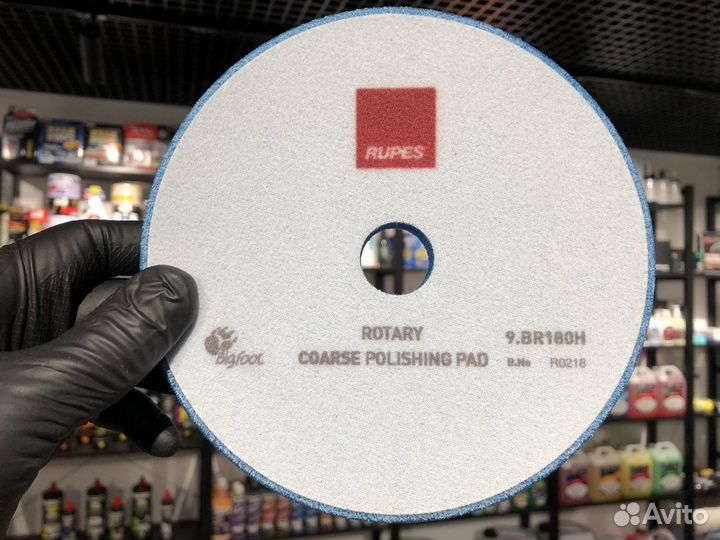 RUPES
ROTARY
COARSE POLISHING PAD
9.BR180H
B.No R0218
Bigfoot
Avito